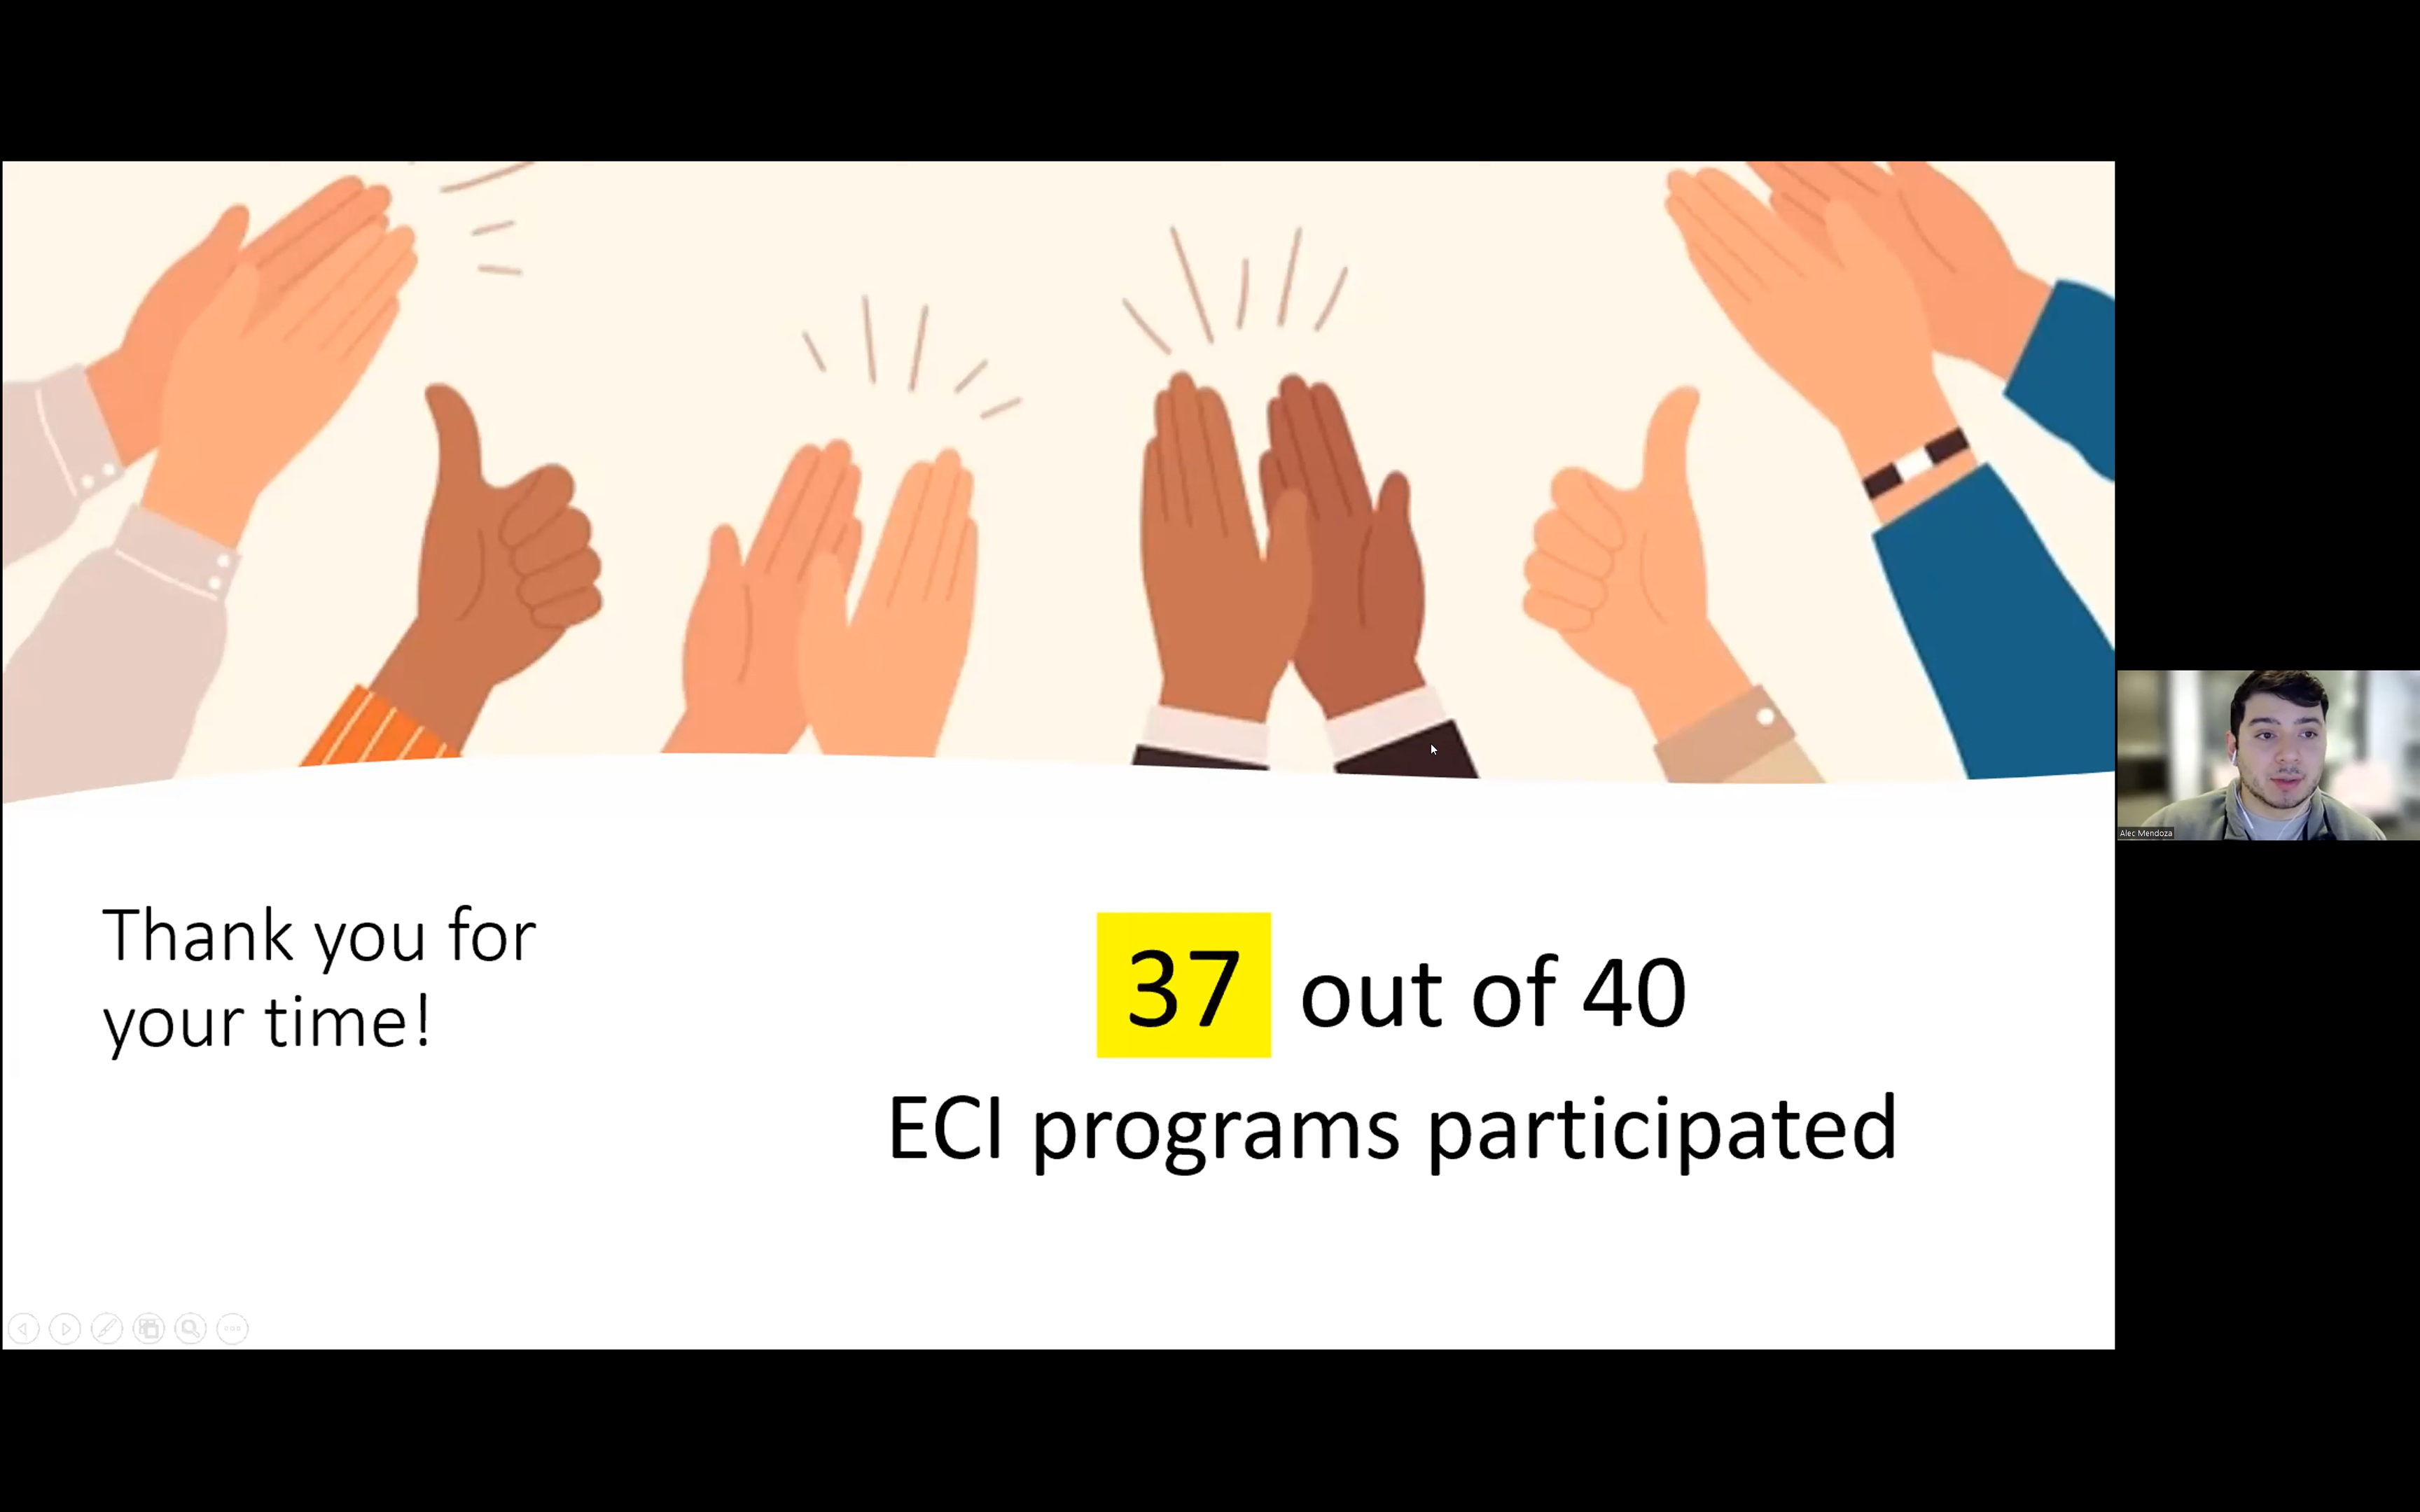 Thank you for
your time!
37 out of 40
ECI programs participated
Alec Mendoza